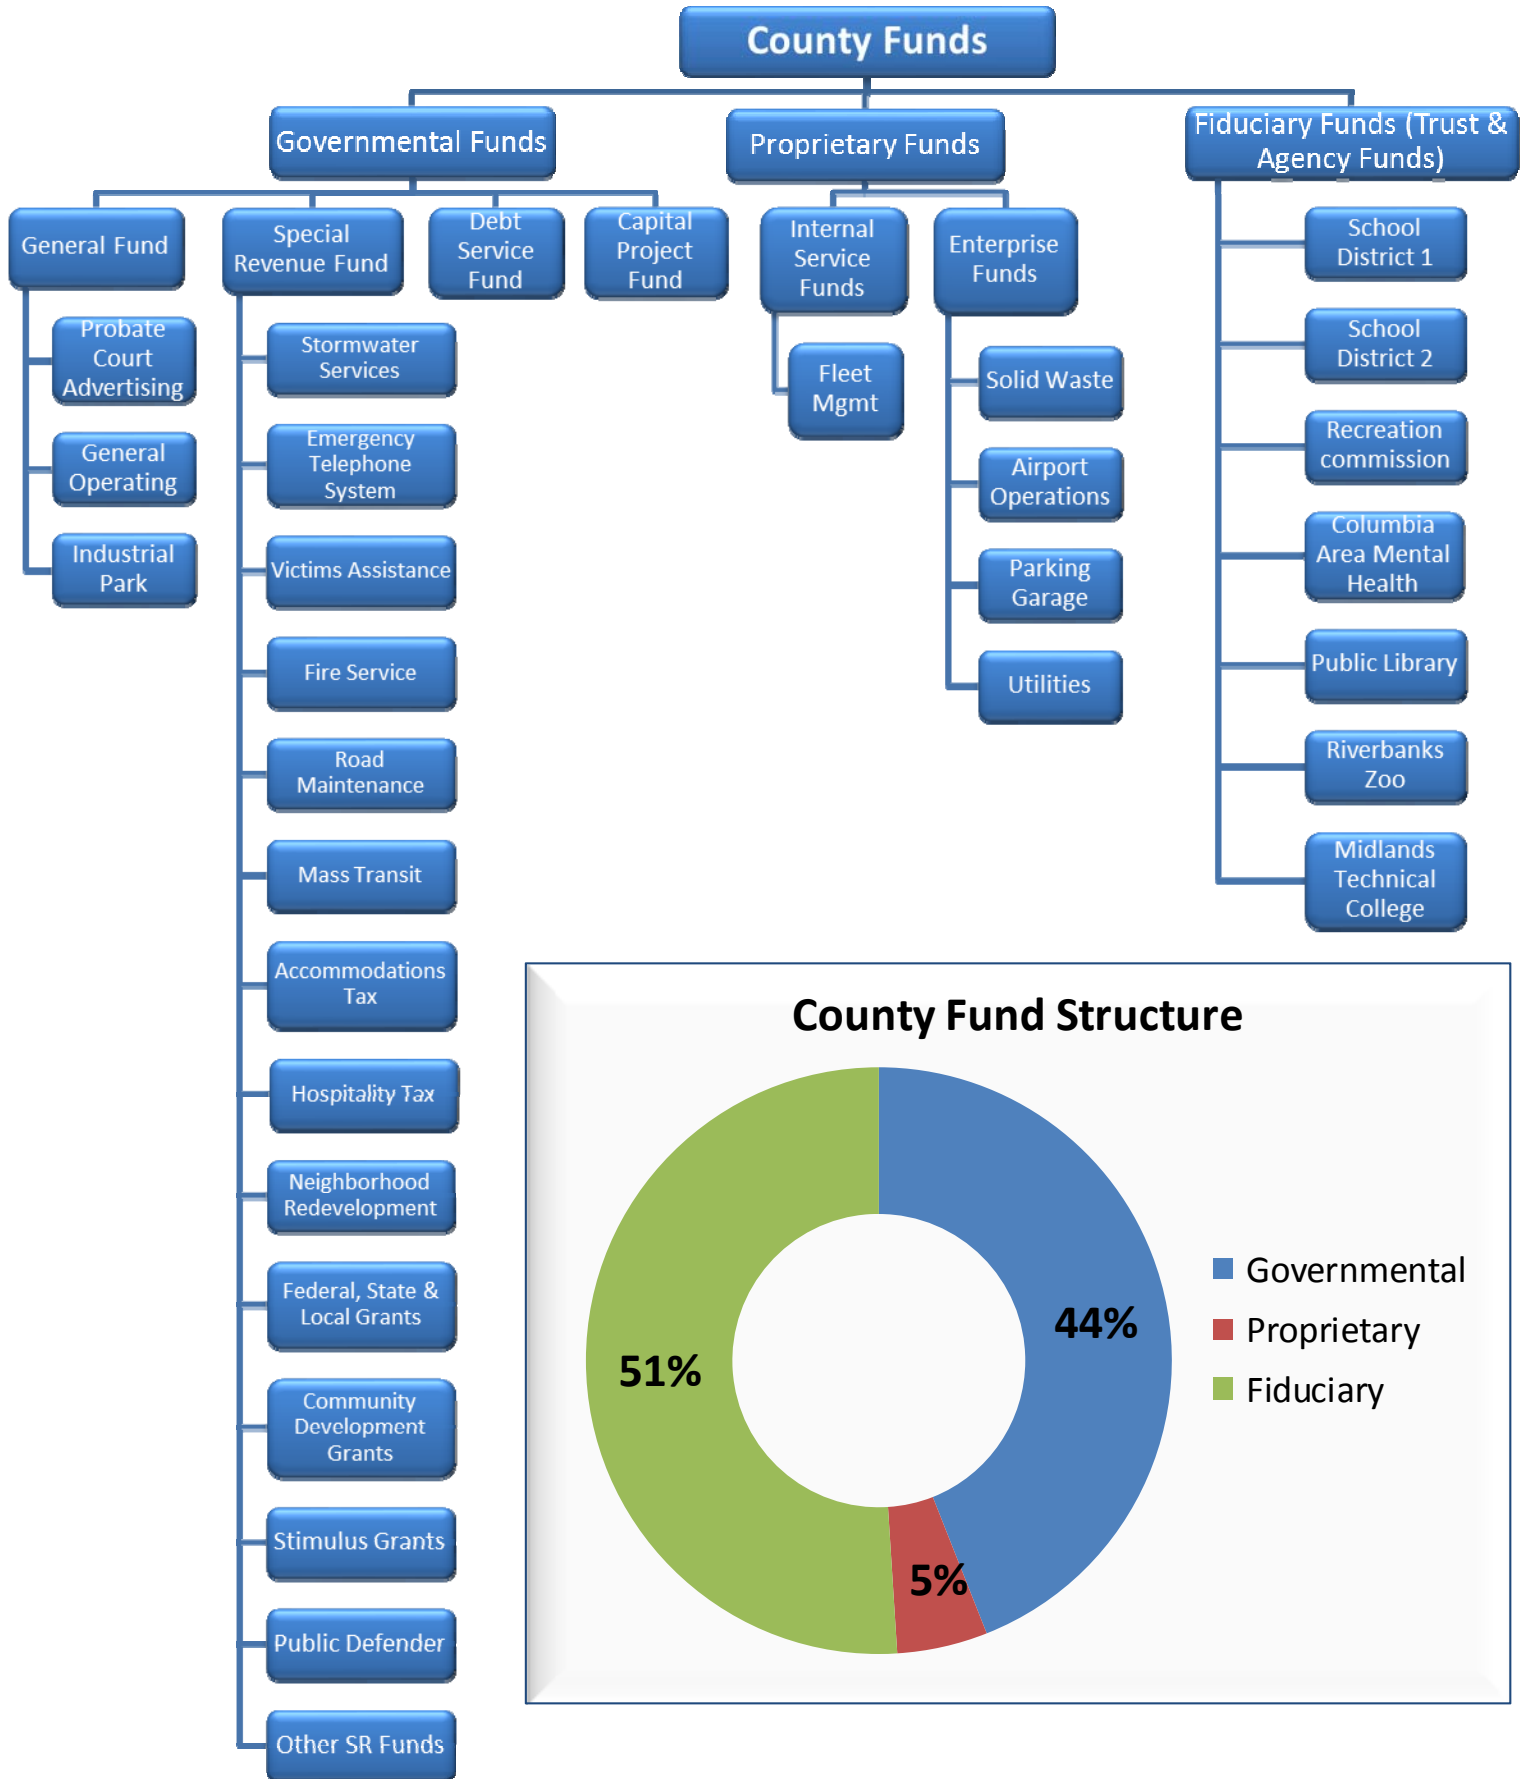 County Funds
Governmental Funds
Proprietary Funds
Fiduciary Funds (Trust &
Agency Funds)
General Fund
Special
Revenue Fund
Debt
Service
Fund
Capital
Project
Fund
Internal
Service
Funds
Enterprise
Funds
Probate
Court
Advertising
General
Operating
Industrial
Park
Stormwater
Services
Emergency
Telephone
System
Victims Assistance
Fire Service
Road
Maintenance
Mass Transit
Accommodations
Tax
Hospitality Tax
Neighborhood
Redevelopment
Federal, State &
Local Grants
Community
Development
Grants
Stimulus Grants
Public Defender
Other SR Funds
Fleet
Mgmt
Solid Waste
Airport
Operations
Parking
Garage
Utilities
School
District 1
School
District 2
Recreation
commission
Columbia
Area Mental
Health
Public Library
Riverbanks
Zoo
Midlands
Technical
College
County Fund Structure
44%
5%
51%
Governmental
Proprietary
Fiduciary